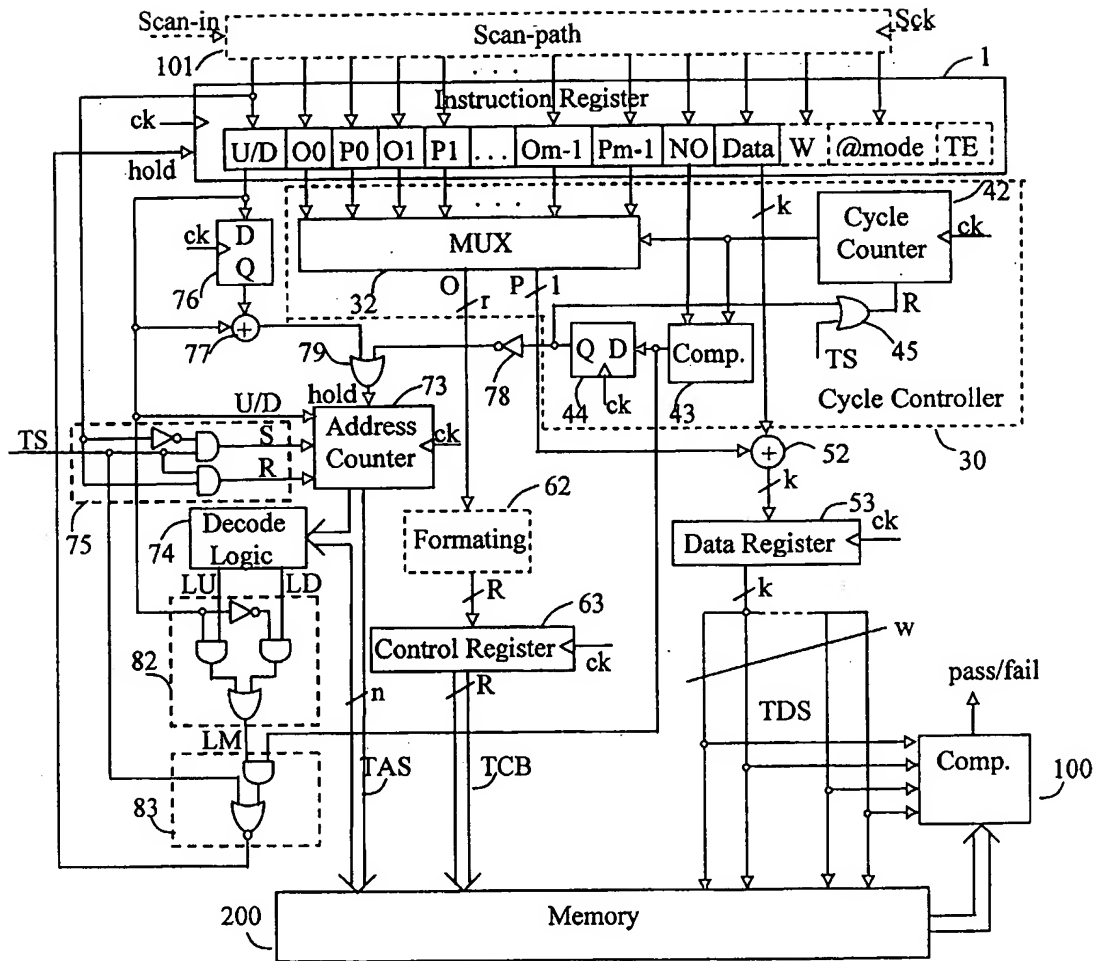 Scan-in
Sck
Scan-path
101
. . .
1
Instruction Register
ck
hold
U/D O0 P0 O1 P1 ... Om-1 Pm-1 NO Data W @mode TE
. . .
42
k
Cycle Counter
ck
MUX
ck
D
Q
76
32
O
r
P
1
R
45
TS
+
77
79
78
Q D
44
ck
Comp.
43
Cycle Controller
30
hold
73
U/D
Address Counter
ck
TS
S
R
75
+
52
k
62
Formating
53
Data Register
ck
74
Decode Logic
LU
LD
R
k
63
Control Register
ck
82
n
R
w
pass/fail
TDS
LM
TAS
TCB
Comp.
100
83
200
Memory